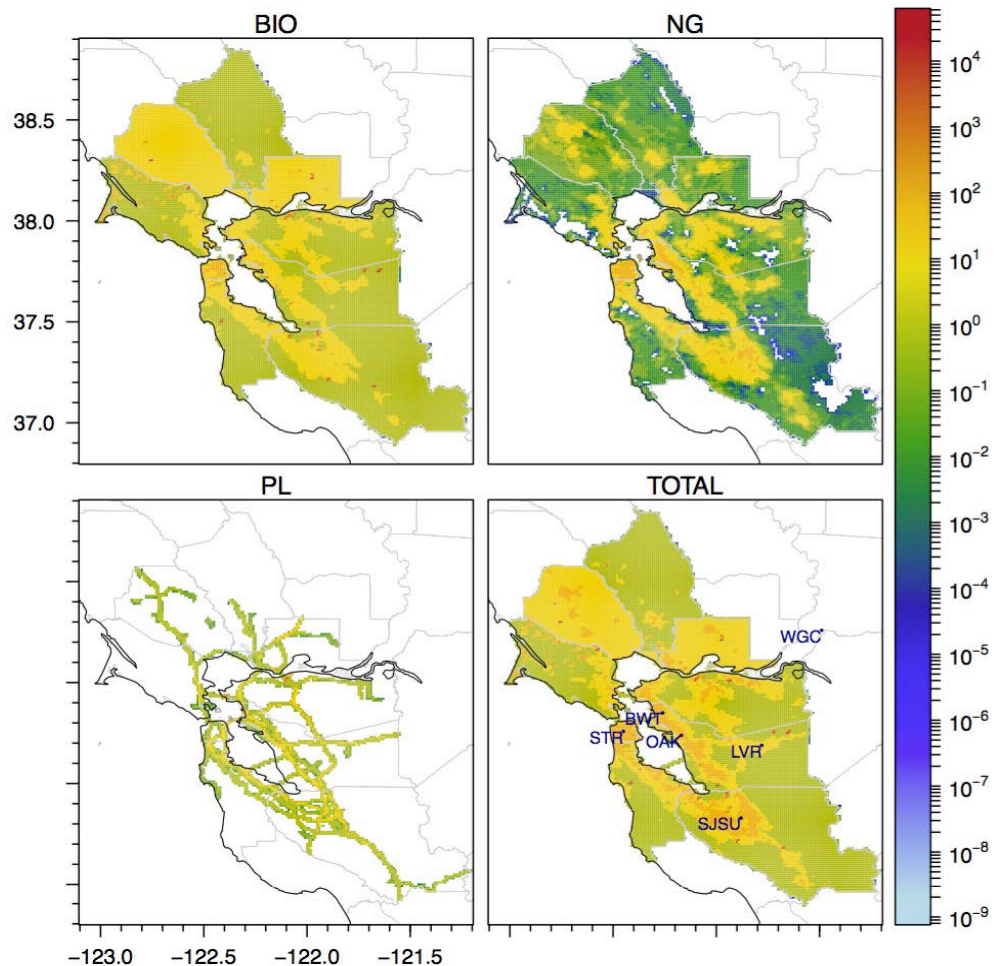 BIO
NG
38.5
38.0
37.5
37.0
PL
TOTAL
WGC
BWT
STR
OAK
LVR
SJSU
-123.0
-122.5
-122.0
-121.5
10⁴
10³
10²
10¹
10⁰
10⁻¹
10⁻²
10⁻³
10⁻⁴
10⁻⁵
10⁻⁶
10⁻⁷
10⁻⁸
10⁻⁹